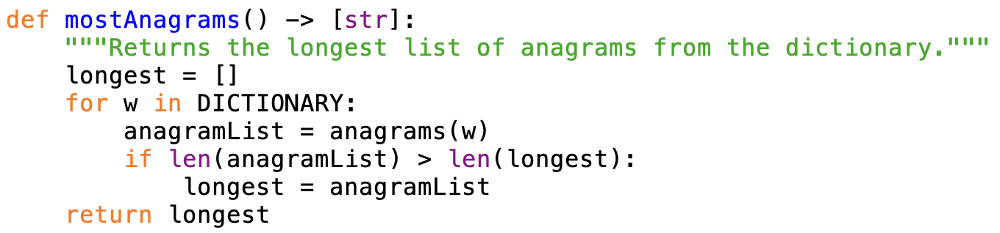 def mostAnagrams() -> [str]:
    """Returns the longest list of anagrams from the dictionary."""
    longest = []
    for w in DICTIONARY:
        anagramList = anagrams(w)
        if len(anagramList) > len(longest):
            longest = anagramList
    return longest